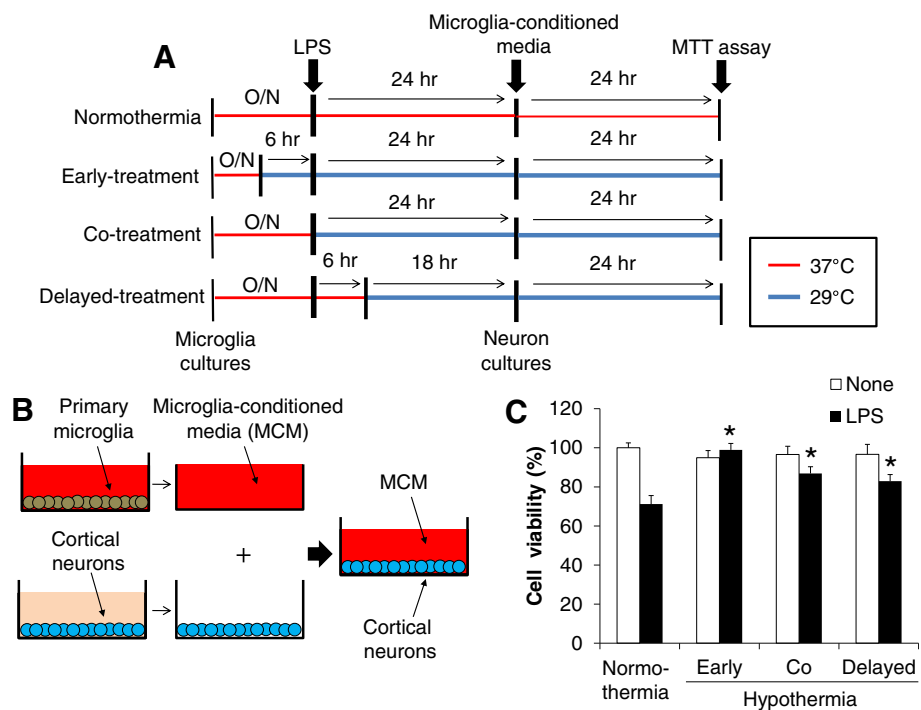 A
LPS
Microglia-conditioned
media
MTT assay
Normothermia
O/N
24 hr
24 hr
Early-treatment
O/N
6 hr
24 hr
24 hr
Co-treatment
O/N
24 hr
24 hr
Delayed-treatment
O/N
6 hr
18 hr
24 hr
Microglia
cultures
Neuron
cultures
37°C
29°C
B
Primary
microglia
Microglia-conditioned
media (MCM)
Cortical
neurons
+
MCM
Cortical
neurons
C
None
LPS
Cell viability (%)
120
100
80
60
40
20
0
*
*
*
Normo-
thermia
Early
Co
Delayed
Hypothermia